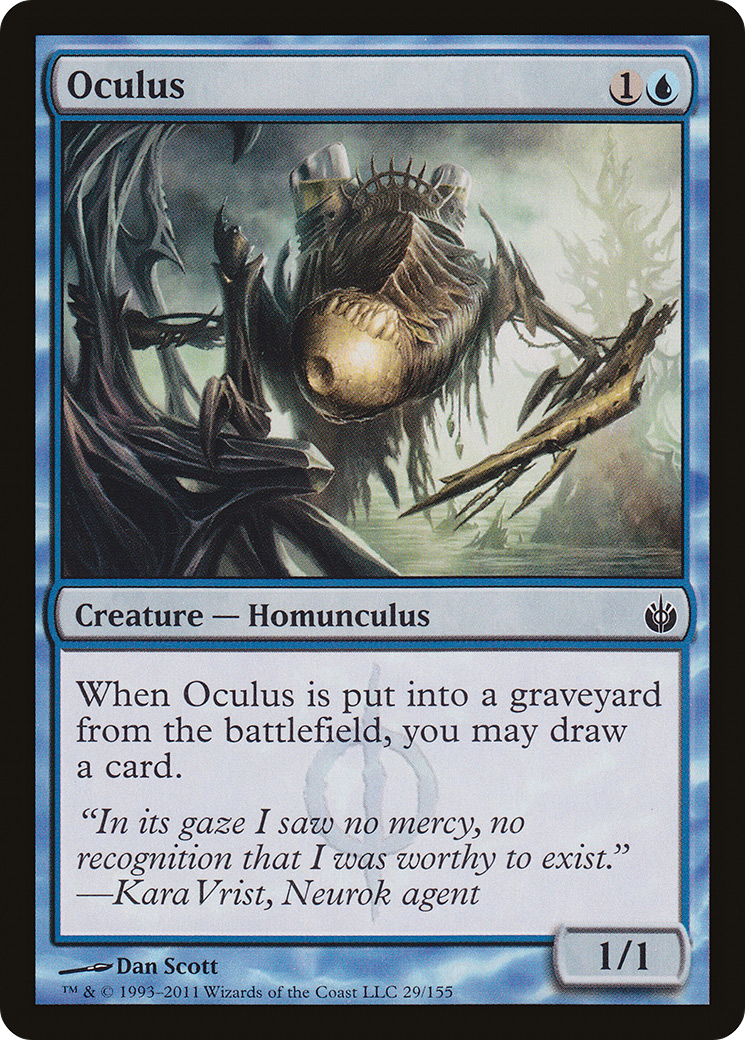 Oculus 1
Creature — Homunculus
When Oculus is put into a graveyard
from the battlefield, you may draw
a card.
“In its gaze I saw no mercy, no
recognition that I was worthy to exist.”
—Kara Vrist, Neurok agent
1/1
Dan Scott
™ & © 1993–2011 Wizards of the Coast LLC 29/155